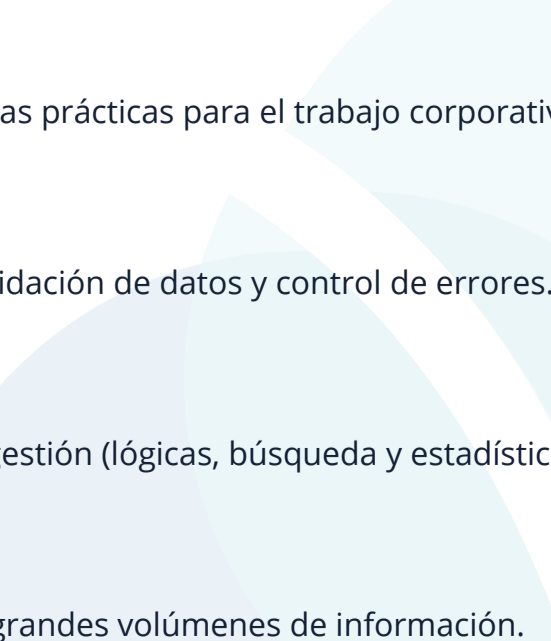 as prácticas para el trabajo corporativ
idación de datos y control de errores.
gestión (lógicas, búsqueda y estadístic
grandes volúmenes de información.